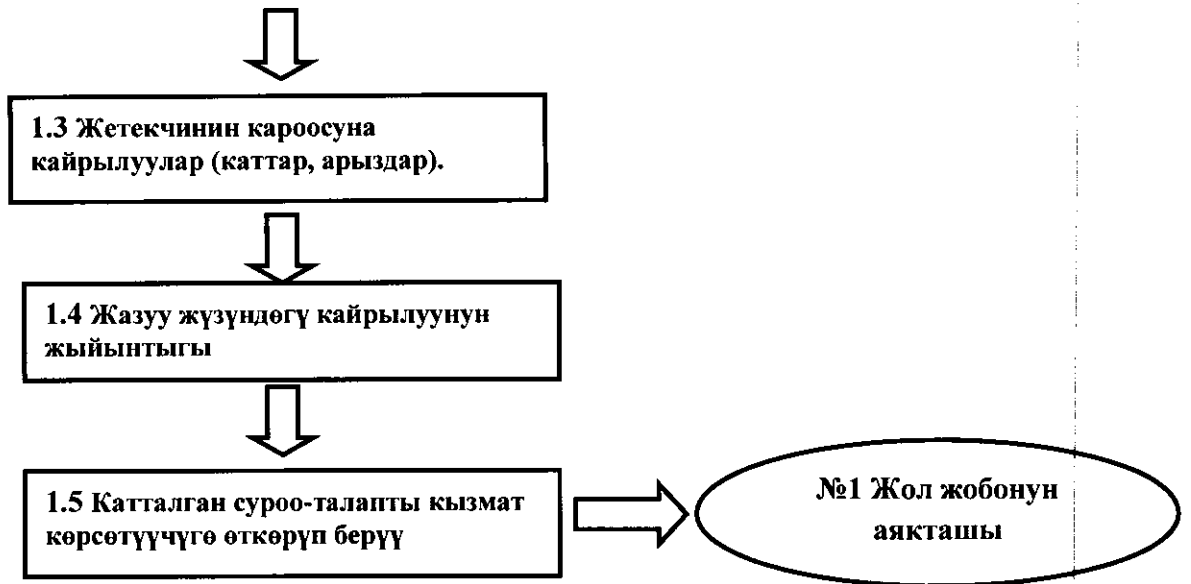 1.3 Жетекчинин кароосуна
кайрылуулар (каттар, арыздар).
1.4 Жазуу жүзүндөгү кайрылуунун
жыйынтыгы
1.5 Катталган суроо-талапты кызмат
көрсөтүүчүгө өткөрүп берүү
№1 Жол жобонун
аякташы